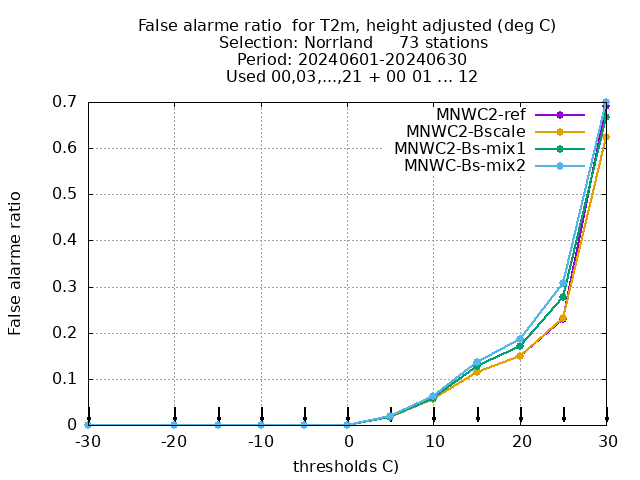 False alarme ratio  for T2m, height adjusted (deg C)
Selection: Norrland     73 stations
Period: 20240601-20240630
Used 00,03,...,21 + 00 01 ... 12
MNWC2-ref
MNWC2-Bscale
MNWC2-Bs-mix1
MNWC-Bs-mix2
False alarme ratio
0.7
0.6
0.5
0.4
0.3
0.2
0.1
0
-30 -20 -10 0 10 20 30
thresholds C)